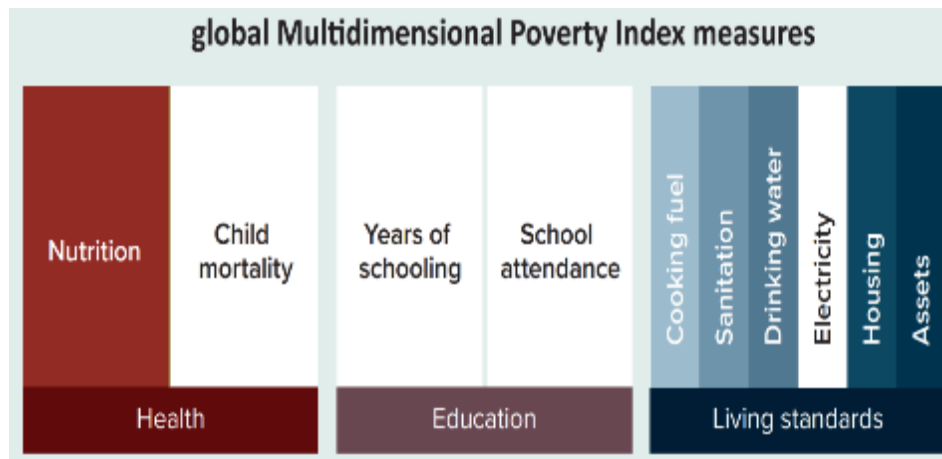 global Multidimensional Poverty Index measures
Nutrition
Child
mortality
Years of
schooling
School
attendance
Cooking fuel
Sanitation
Drinking water
Electricity
Housing
Assets
Health
Education
Living standards